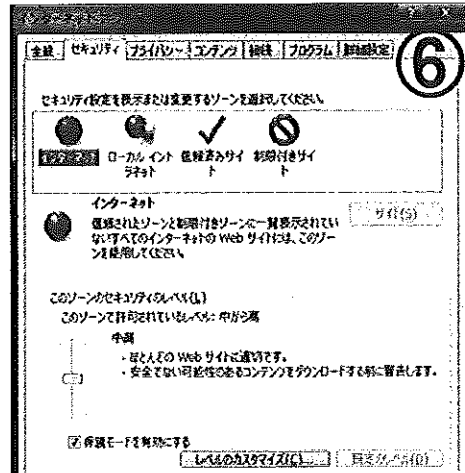 全般 セキュリティ プライバシー コンテンツ 接続 プログラム 詳細設定
⑥
セキュリティ設定を表示または変更するゾーンを選択してください。
インターネット ローカル イントラネット 信頼済みサイト 制限付きサイト
インターネット
サイト(S)
信頼されたゾーンと制限付きゾーンに一覧表示されてい
ないすべてのインターネットの Web サイトには、このゾー
ンを使用してください。
このゾーンのセキュリティのレベル(L)
このゾーンで許可されているレベル: 中から高
中高
- ほとんどの Web サイトに適切です。
- 安全でない可能性のあるコンテンツをダウンロードする前に警告します。
保護モードを有効にする
レベルのカスタマイズ(C)... 既定のレベル(D)